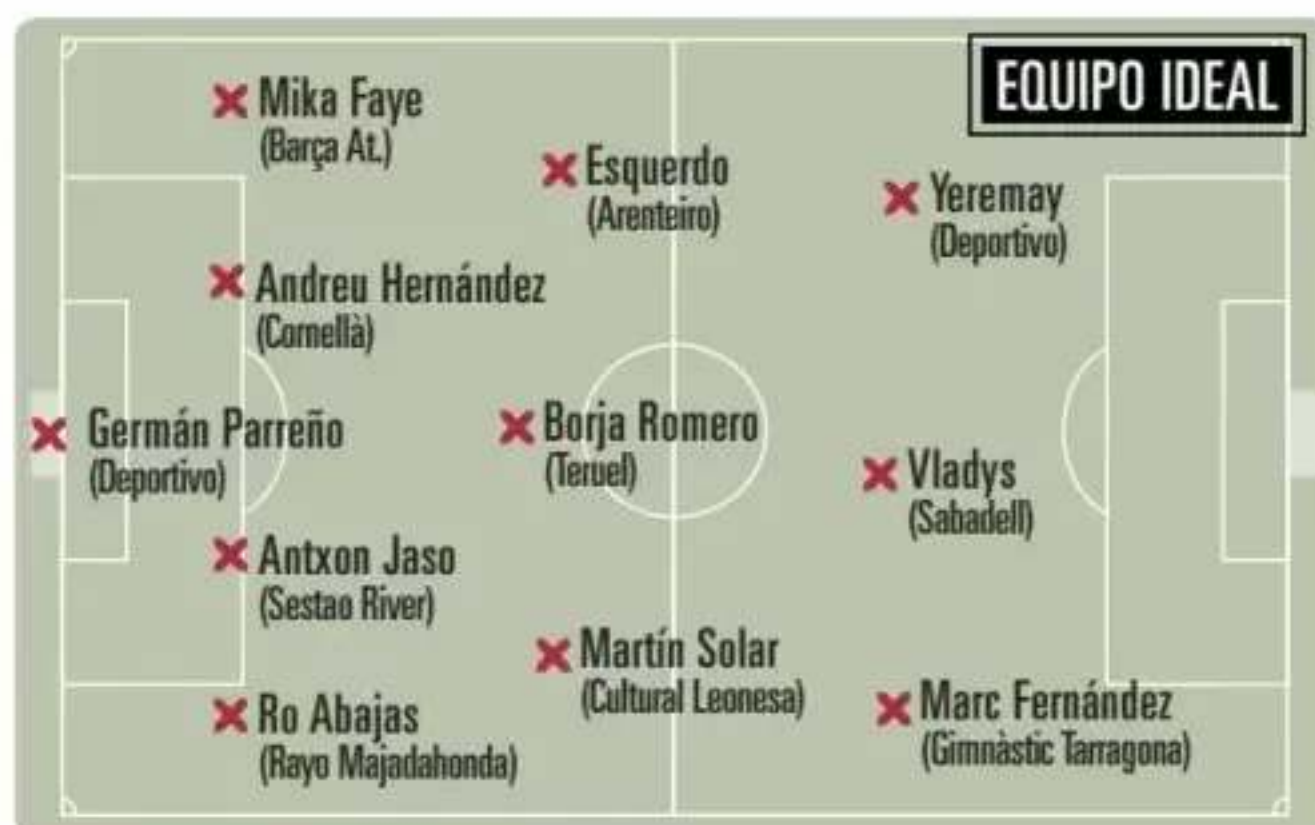 EQUIPO IDEAL
Mika Faye
(Barça At.)
Esquerdo
(Arenteiro)
Yeremay
(Deportivo)
Andreu Hernández
(Cornellà)
Germán Parreño
(Deportivo)
Borja Romero
(Teruel)
Vladys
(Sabadell)
Antxon Jaso
(Sestao River)
Martín Solar
(Cultural Leonesa)
Ro Abajas
(Rayo Majadahonda)
Marc Fernández
(Gimnàstic Tarragona)